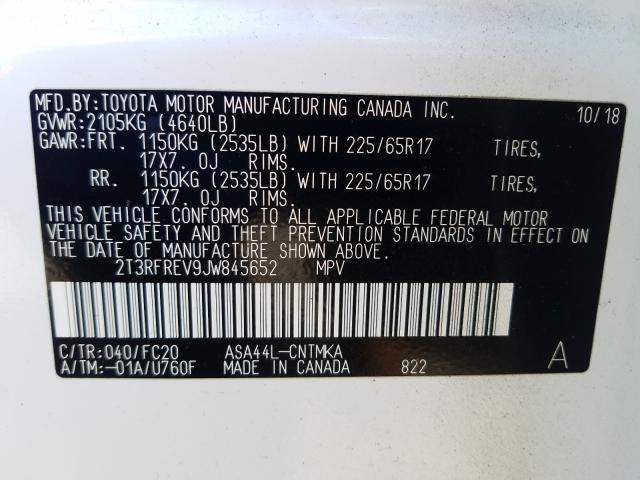 MFD.BY:TOYOTA MOTOR MANUFACTURING CANADA INC. 10/18
GVWR:2105KG (4640LB)
GAWR:FRT. 1150KG (2535LB) WITH 225/65R17 TIRES,
17X7.0J RIMS.
RR. 1150KG (2535LB) WITH 225/65R17 TIRES,
17X7.0J RIMS.
THIS VEHICLE CONFORMS TO ALL APPLICABLE FEDERAL MOTOR
VEHICLE SAFETY AND THEFT PREVENTION STANDARDS IN EFFECT ON
THE DATE OF MANUFACTURE SHOWN ABOVE.
2T3RFREV9JW845652 MPV
C/TR:040/FC20 ASA44L-CNTMKA
A/TM:-01A/U760F MADE IN CANADA 822 A